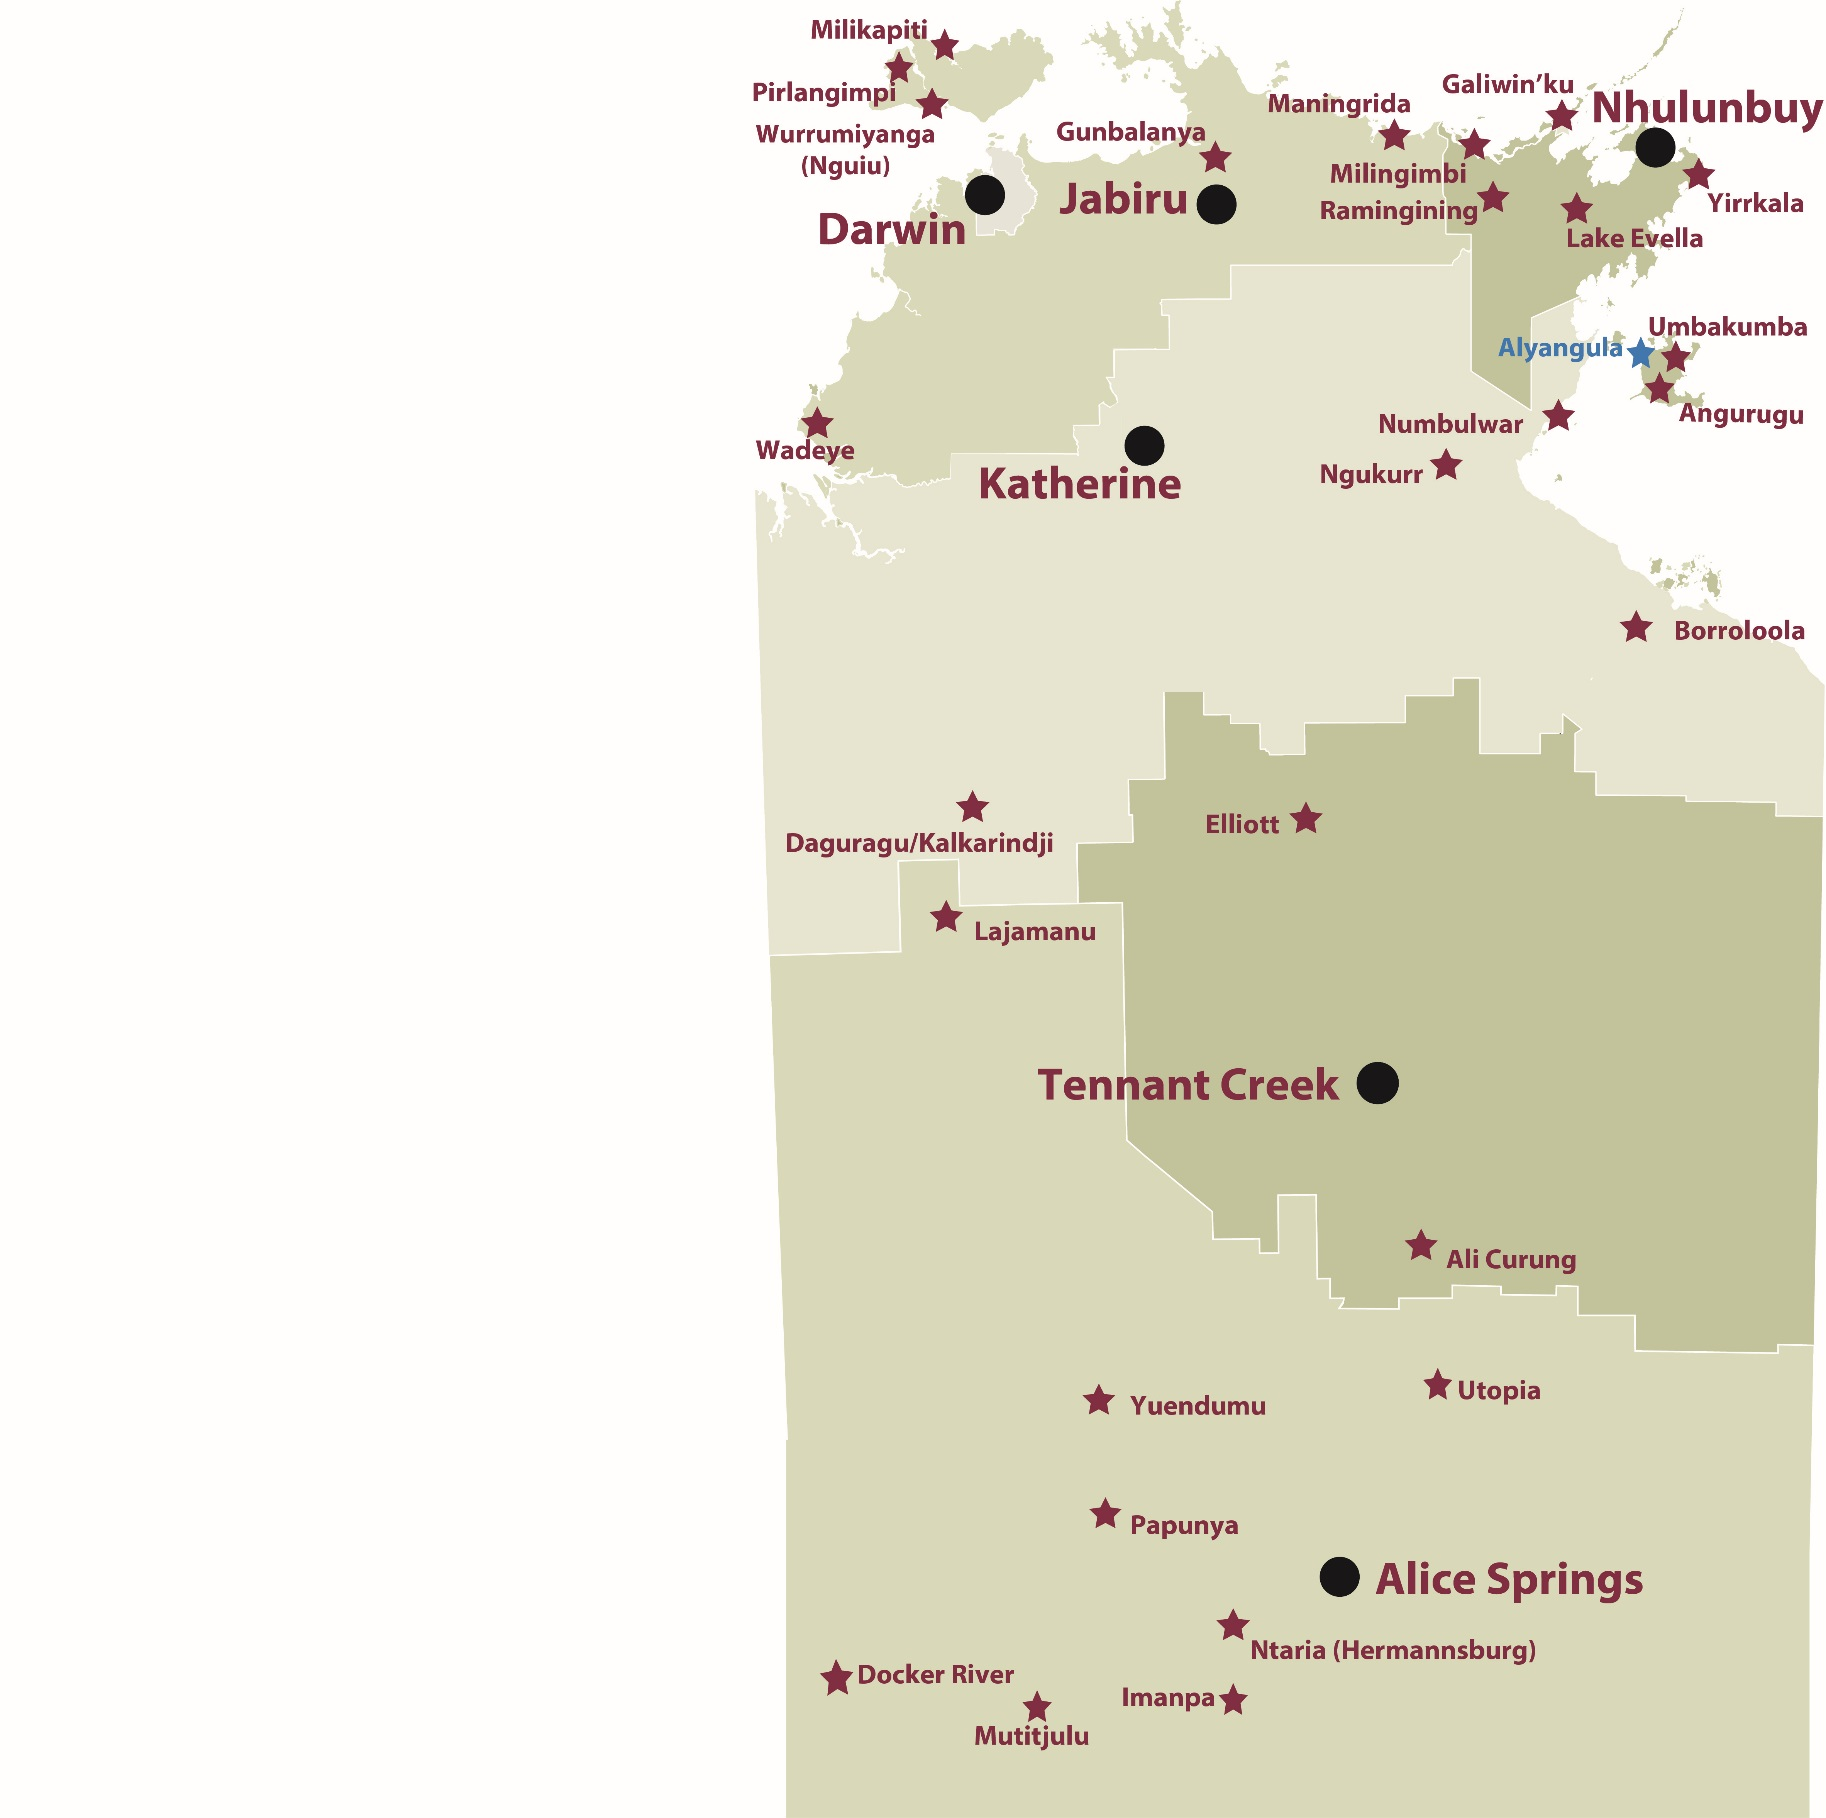 Milikapiti
Pirlangimpi
Wurrumiyanga
(Nguiu)
Galiwin’ku
Nhulunbuy
Maningrida
Gunbalanya
Milingimbi
Jabiru
Ramingining
Yirrkala
Darwin
Lake Evella
Umbakumba
Alyangula
Angurugu
Numbulwar
Wadeye
Ngukurr
Katherine
Borroloola
Elliott
Daguragu/Kalkarindji
Lajamanu
Tennant Creek
Ali Curung
Utopia
Yuendumu
Papunya
Alice Springs
Ntaria (Hermannsburg)
Docker River
Imanpa
Mutitjulu